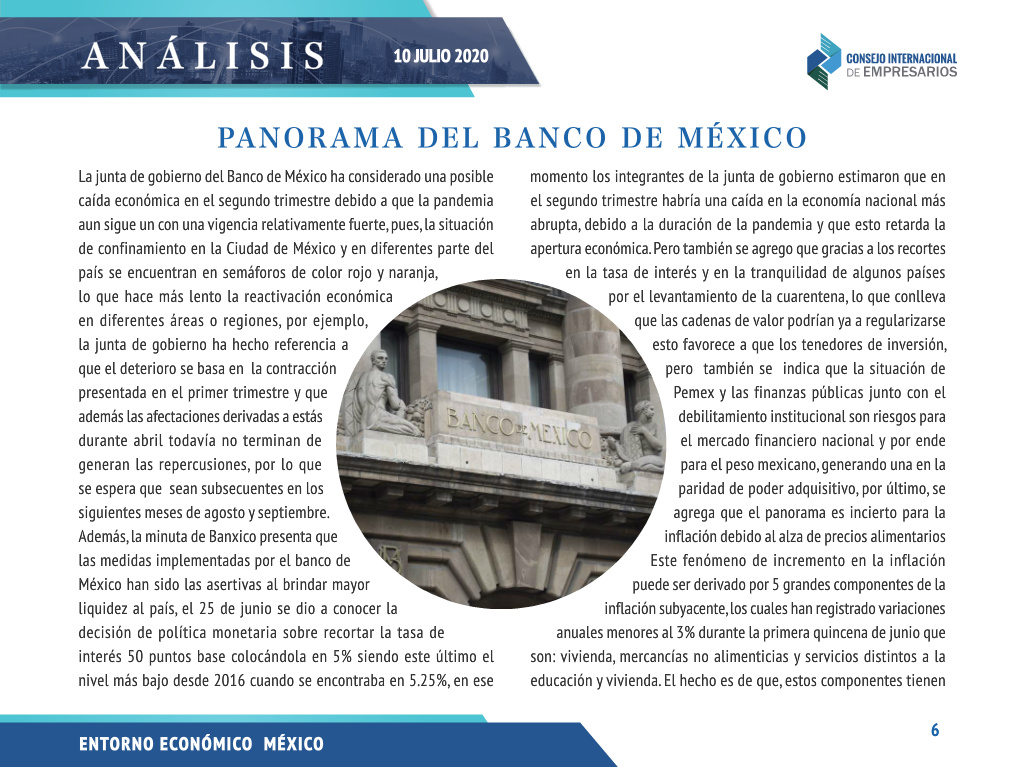 ANÁLISIS
10 JULIO 2020
CONSEJO INTERNACIONAL
DE EMPRESARIOS
PANORAMA DEL BANCO DE MÉXICO
La junta de gobierno del Banco de México ha considerado una posible
caída económica en el segundo trimestre debido a que la pandemia
aun sigue un con una vigencia relativamente fuerte, pues, la situación
de confinamiento en la Ciudad de México y en diferentes parte del
país se encuentran en semáforos de color rojo y naranja,
lo que hace más lento la reactivación económica
en diferentes áreas o regiones, por ejemplo,
la junta de gobierno ha hecho referencia a
que el deterioro se basa en la contracción
presentada en el primer trimestre y que
además las afectaciones derivadas a estás
durante abril todavía no terminan de
generan las repercusiones, por lo que
se espera que sean subsecuentes en los
siguientes meses de agosto y septiembre.
Además, la minuta de Banxico presenta que
las medidas implementadas por el banco de
México han sido las asertivas al brindar mayor
liquidez al país, el 25 de junio se dio a conocer la
decisión de política monetaria sobre recortar la tasa de
interés 50 puntos base colocándola en 5% siendo este último el
nivel más bajo desde 2016 cuando se encontraba en 5.25%, en ese
momento los integrantes de la junta de gobierno estimaron que en
el segundo trimestre habría una caída en la economía nacional más
abrupta, debido a la duración de la pandemia y que esto retarda la
apertura económica. Pero también se agrego que gracias a los recortes
en la tasa de interés y en la tranquilidad de algunos países
por el levantamiento de la cuarentena, lo que conlleva
que las cadenas de valor podrían ya a regularizarse
esto favorece a que los tenedores de inversión,
pero también se indica que la situación de
Pemex y las finanzas públicas junto con el
debilitamiento institucional son riesgos para
el mercado financiero nacional y por ende
para el peso mexicano, generando una en la
paridad de poder adquisitivo, por último, se
agrega que el panorama es incierto para la
inflación debido al alza de precios alimentarios
Este fenómeno de incremento en la inflación
puede ser derivado por 5 grandes componentes de la
inflación subyacente, los cuales han registrado variaciones
anuales menores al 3% durante la primera quincena de junio que
son: vivienda, mercancías no alimenticias y servicios distintos a la
educación y vivienda. El hecho es de que, estos componentes tienen
BANCO DE MEXICO
ENTORNO ECONÓMICO MÉXICO
6